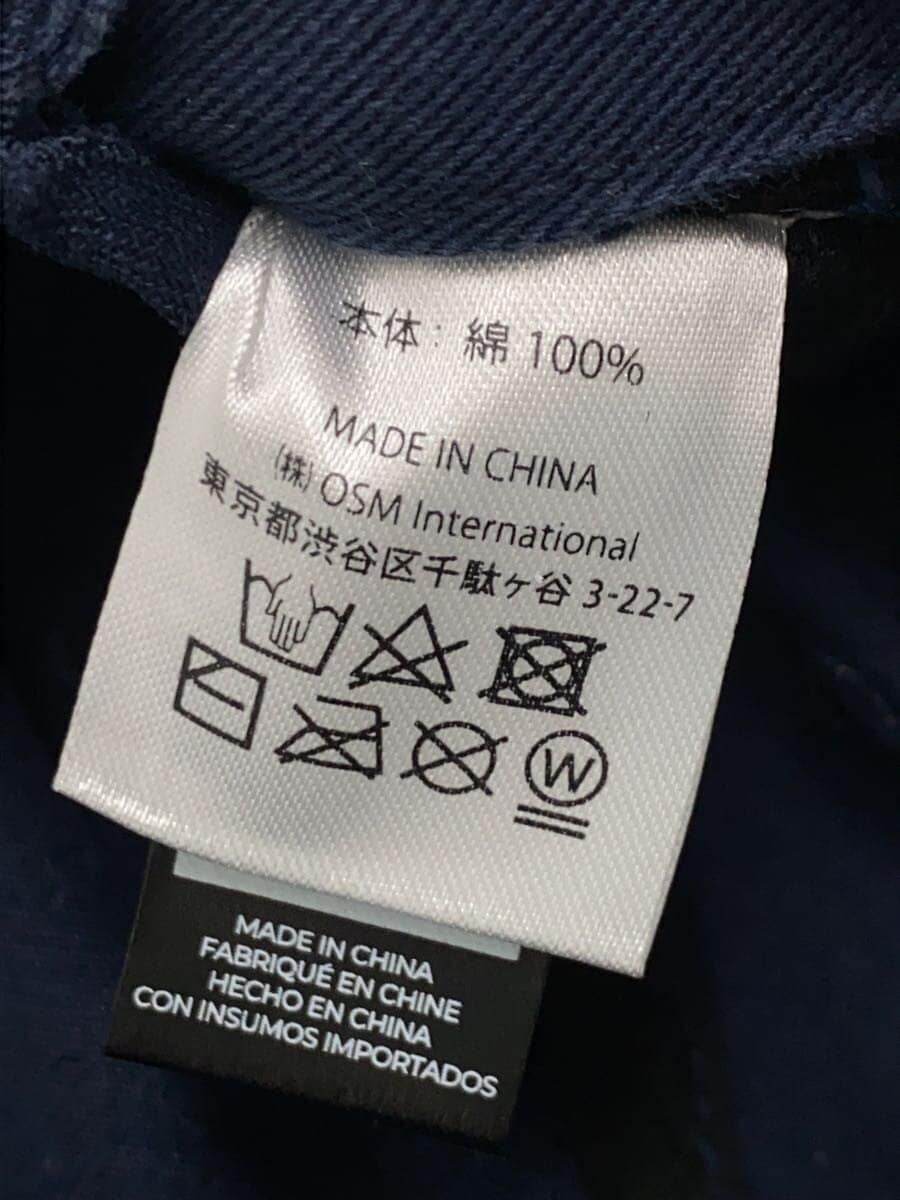 本体：綿 100%
MADE IN CHINA
(株) OSM International
東京都渋谷区千駄ヶ谷 3-22-7
W
MADE IN CHINA
FABRIQUÉ EN CHINE
HECHO EN CHINA
CON INSUMOS IMPORTADOS